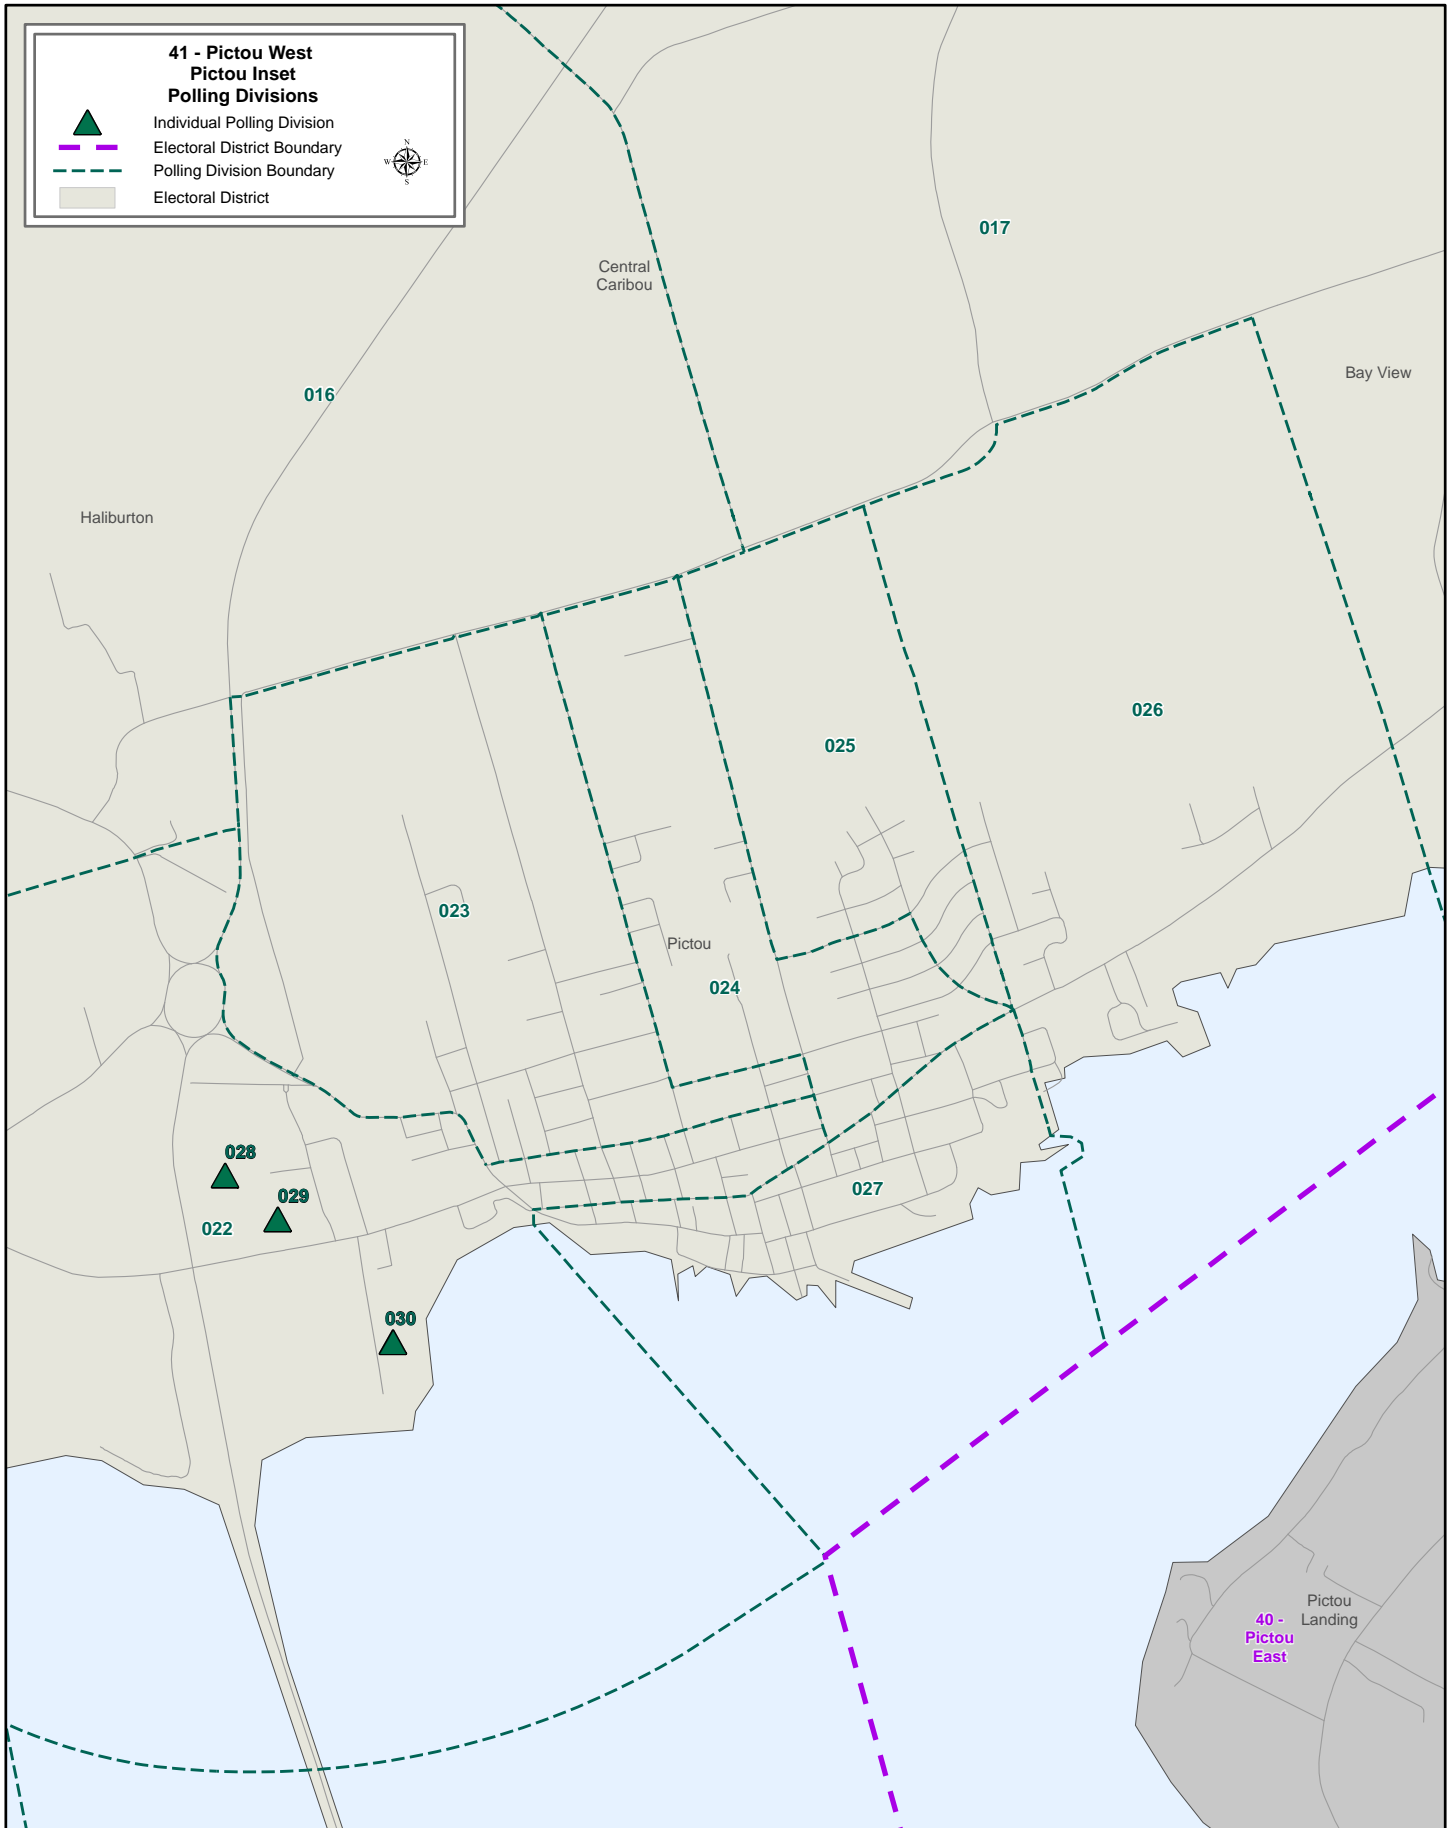 41 - Pictou West
Pictou Inset
Polling Divisions
Individual Polling Division
Electoral District Boundary
Polling Division Boundary
Electoral District
N
W E
S
017
Central
Caribou
Bay View
016
Haliburton
026
025
023
Pictou
024
028
027
029
022
030
Pictou
Landing
40 -
Pictou
East